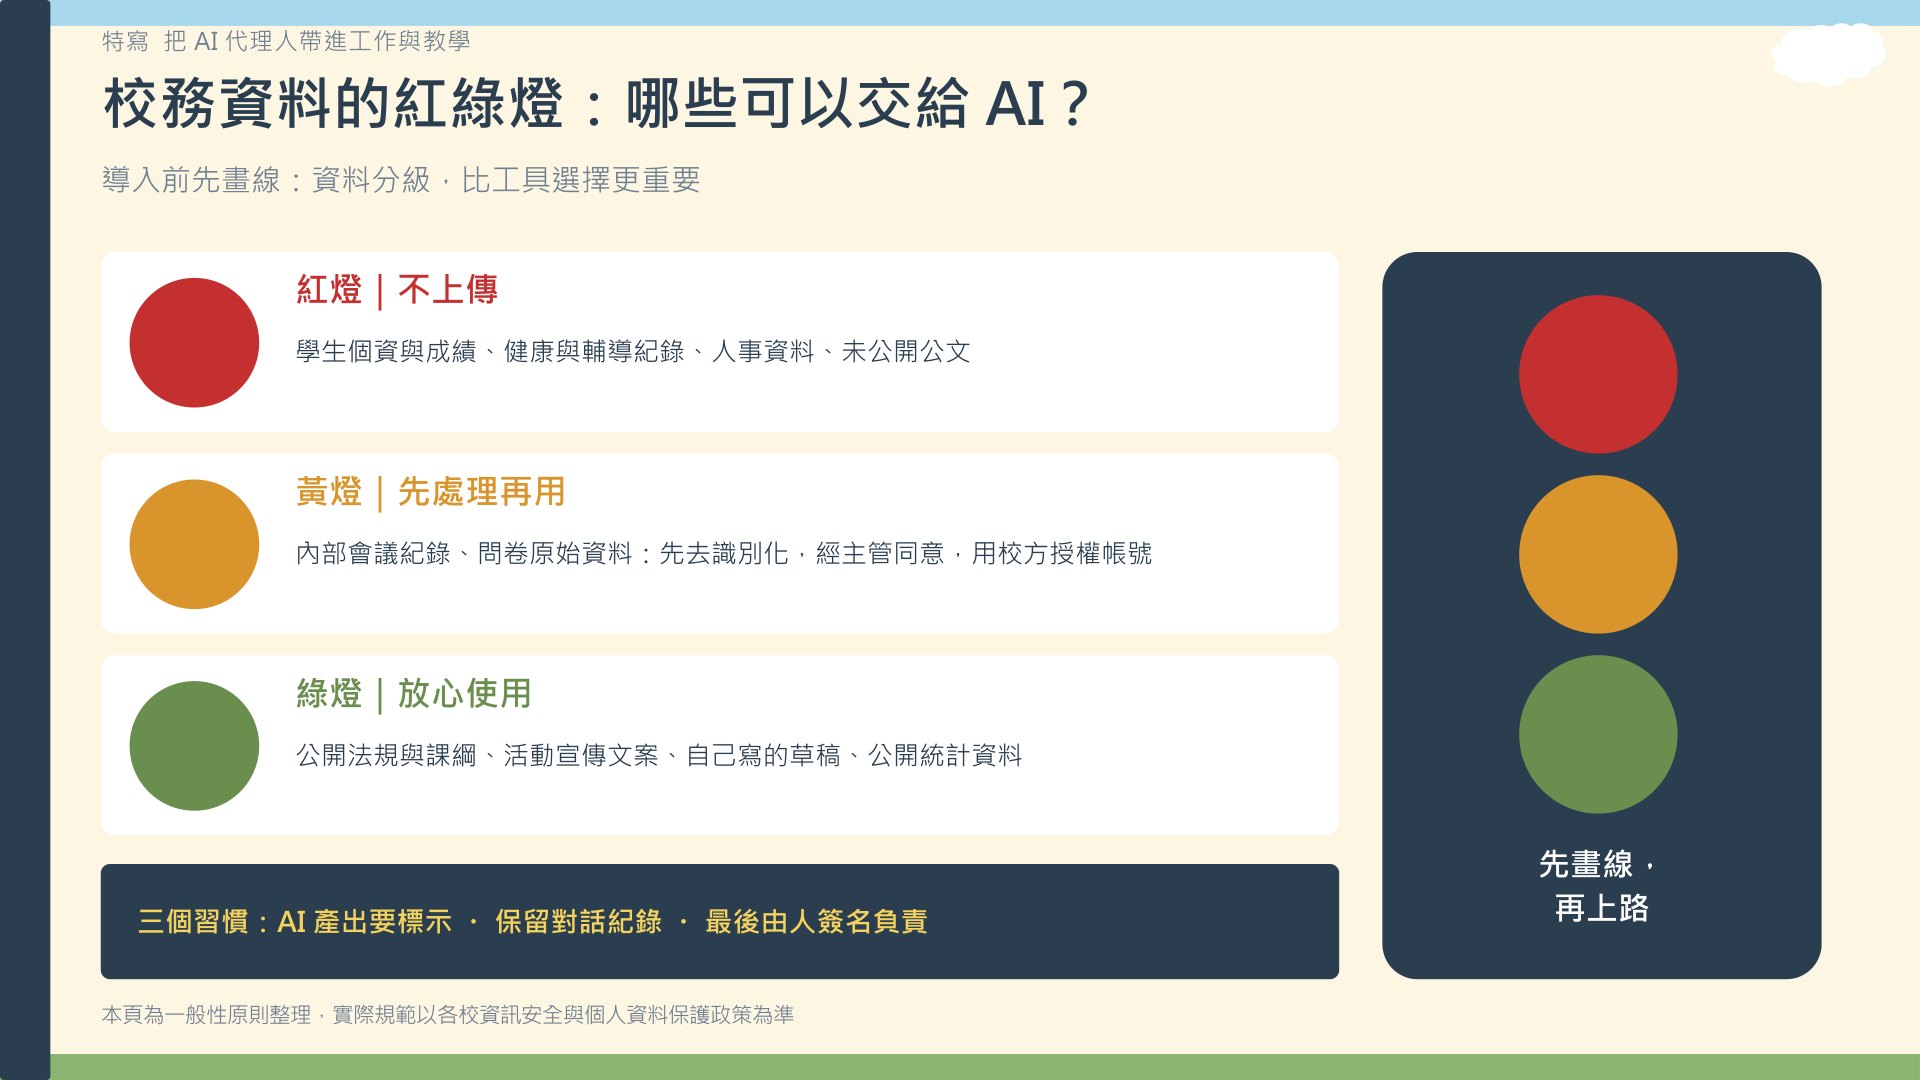 特寫 把 AI 代理人帶進工作與教學
校務資料的紅綠燈：哪些可以交給 AI？
導入前先畫線：資料分級，比工具選擇更重要
紅燈｜不上傳
學生個資與成績、健康與輔導紀錄、人事資料、未公開公文
黃燈｜先處理再用
內部會議紀錄、問卷原始資料：先去識別化，經主管同意，用校方授權帳號
綠燈｜放心使用
公開法規與課綱、活動宣傳文案、自己寫的草稿、公開統計資料
三個習慣：AI 產出要標示 · 保留對話紀錄 · 最後由人簽名負責
先畫線，
再上路
本頁為一般性原則整理，實際規範以各校資訊安全與個人資料保護政策為準